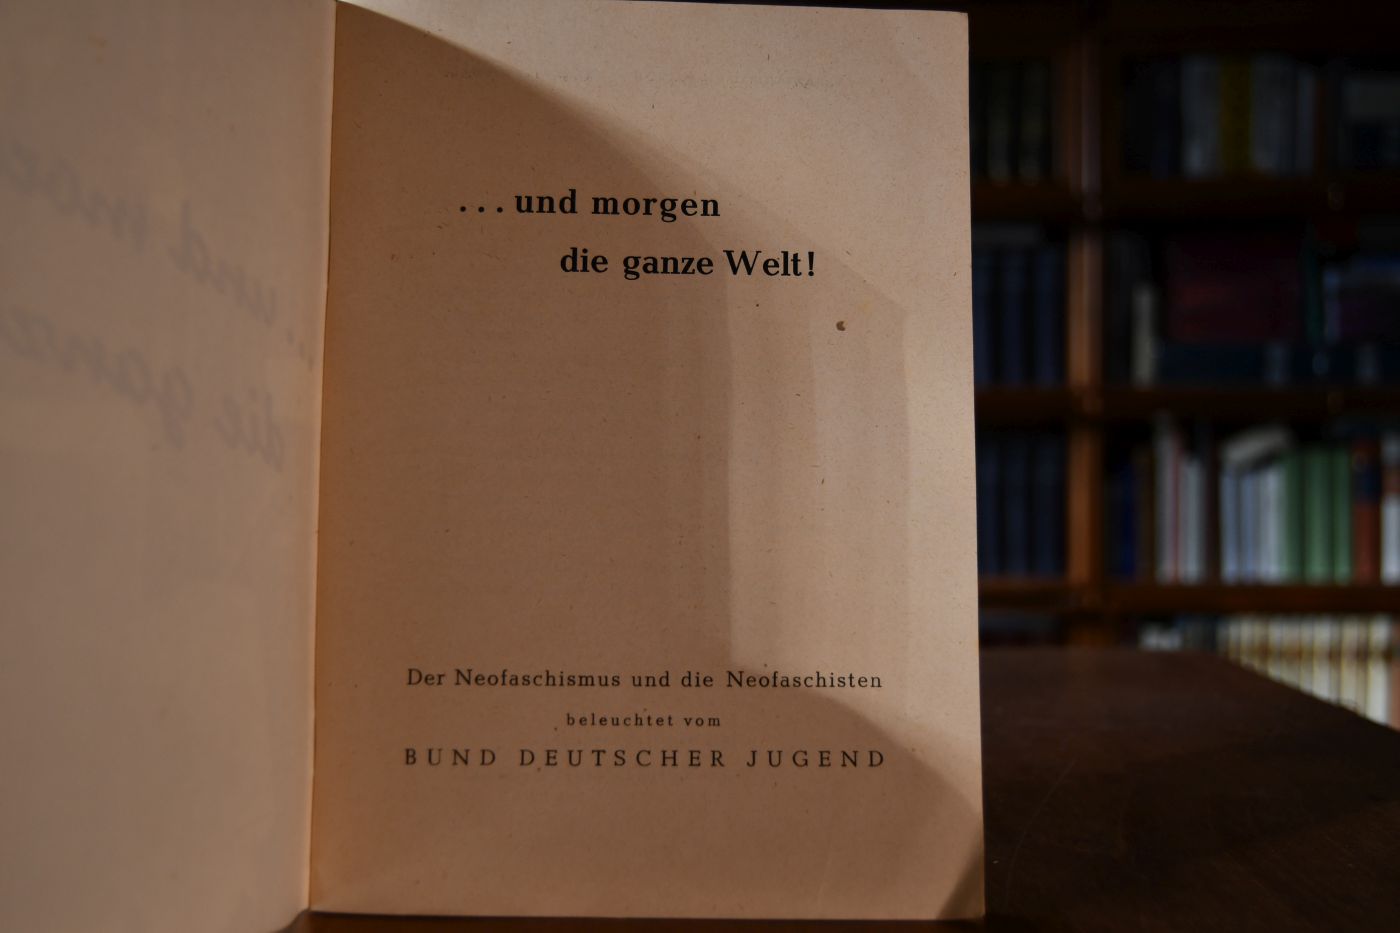 ...und morgen
die ganze Welt!
Der Neofaschismus und die Neofaschisten
beleuchtet vom
BUND DEUTSCHER JUGEND